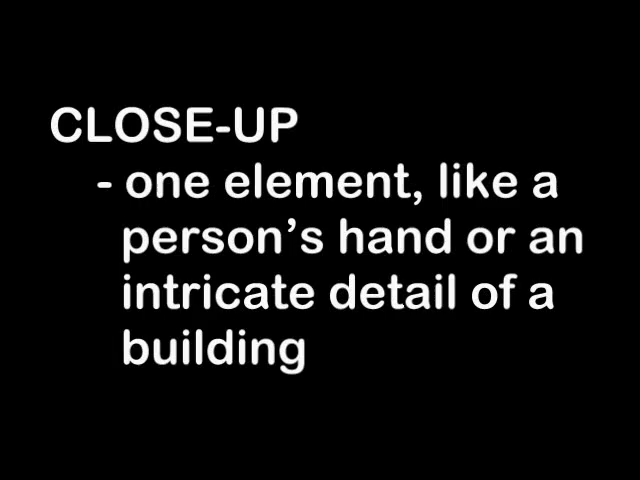 CLOSE-UP
- one element, like a
person’s hand or an
intricate detail of a
building